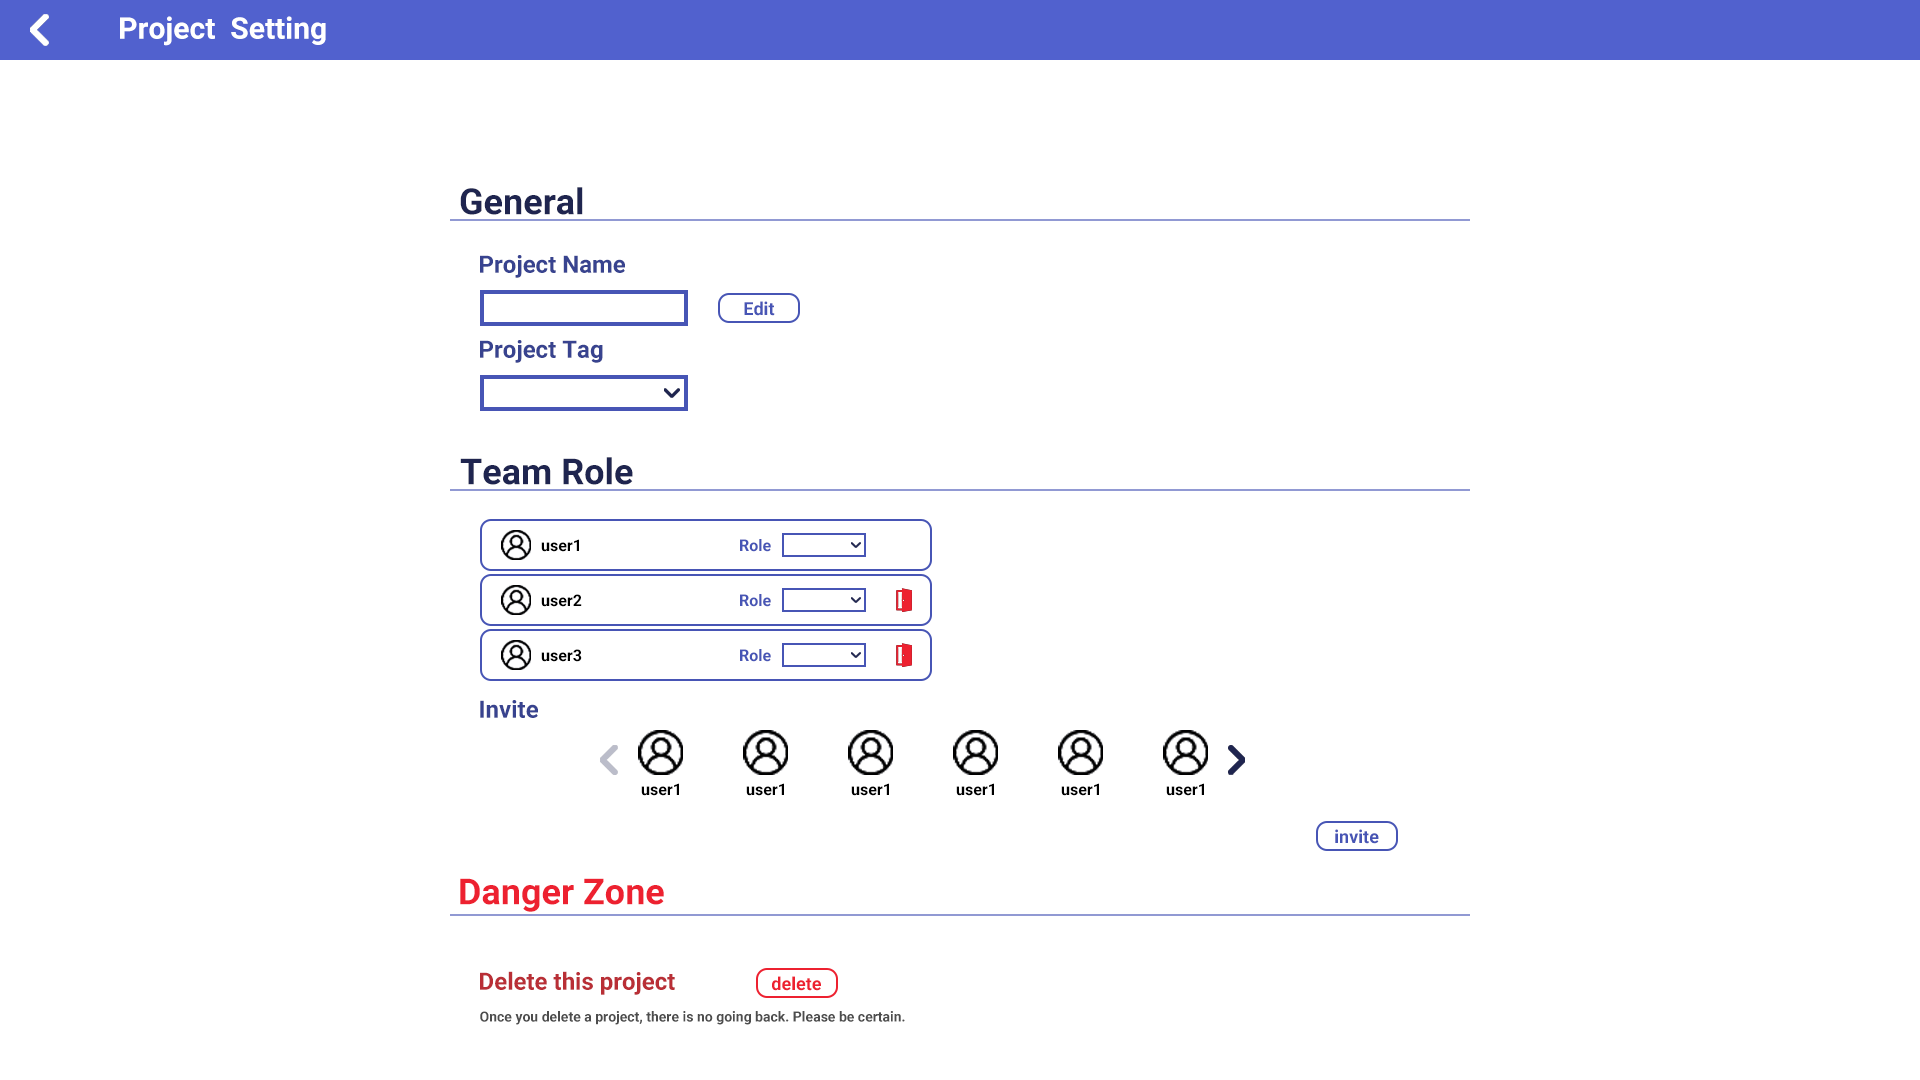 Project Setting
General
Project Name
Edit
Project Tag
Team Role
user1 Role
user2 Role
user3 Role
Invite
user1 user1 user1 user1 user1 user1
invite
Danger Zone
Delete this project delete
Once you delete a project, there is no going back. Please be certain.